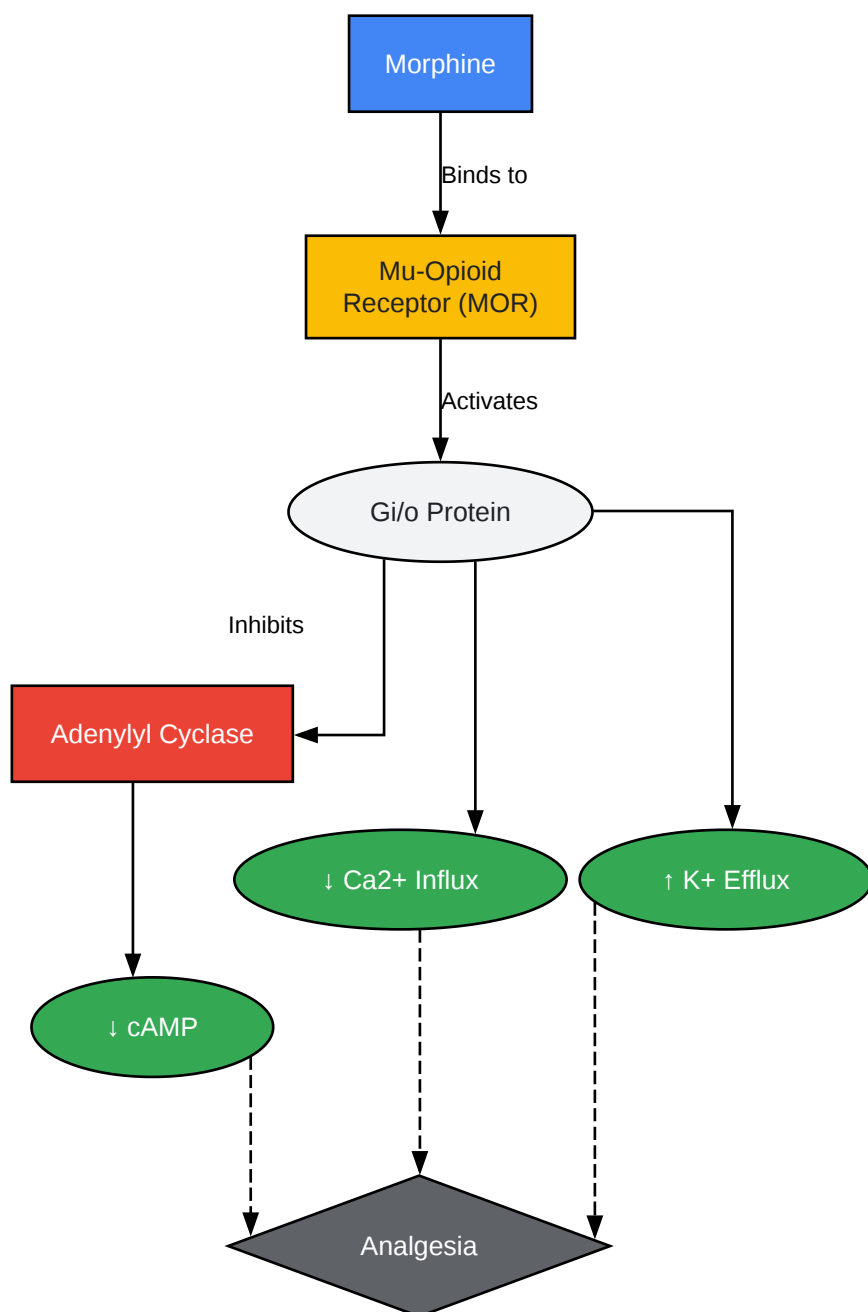 Morphine
Binds to
Mu-Opioid
Receptor (MOR)
Activates
Gi/o Protein
Inhibits
Adenylyl Cyclase
↓ Ca2+ Influx
↑ K+ Efflux
↓ cAMP
Analgesia